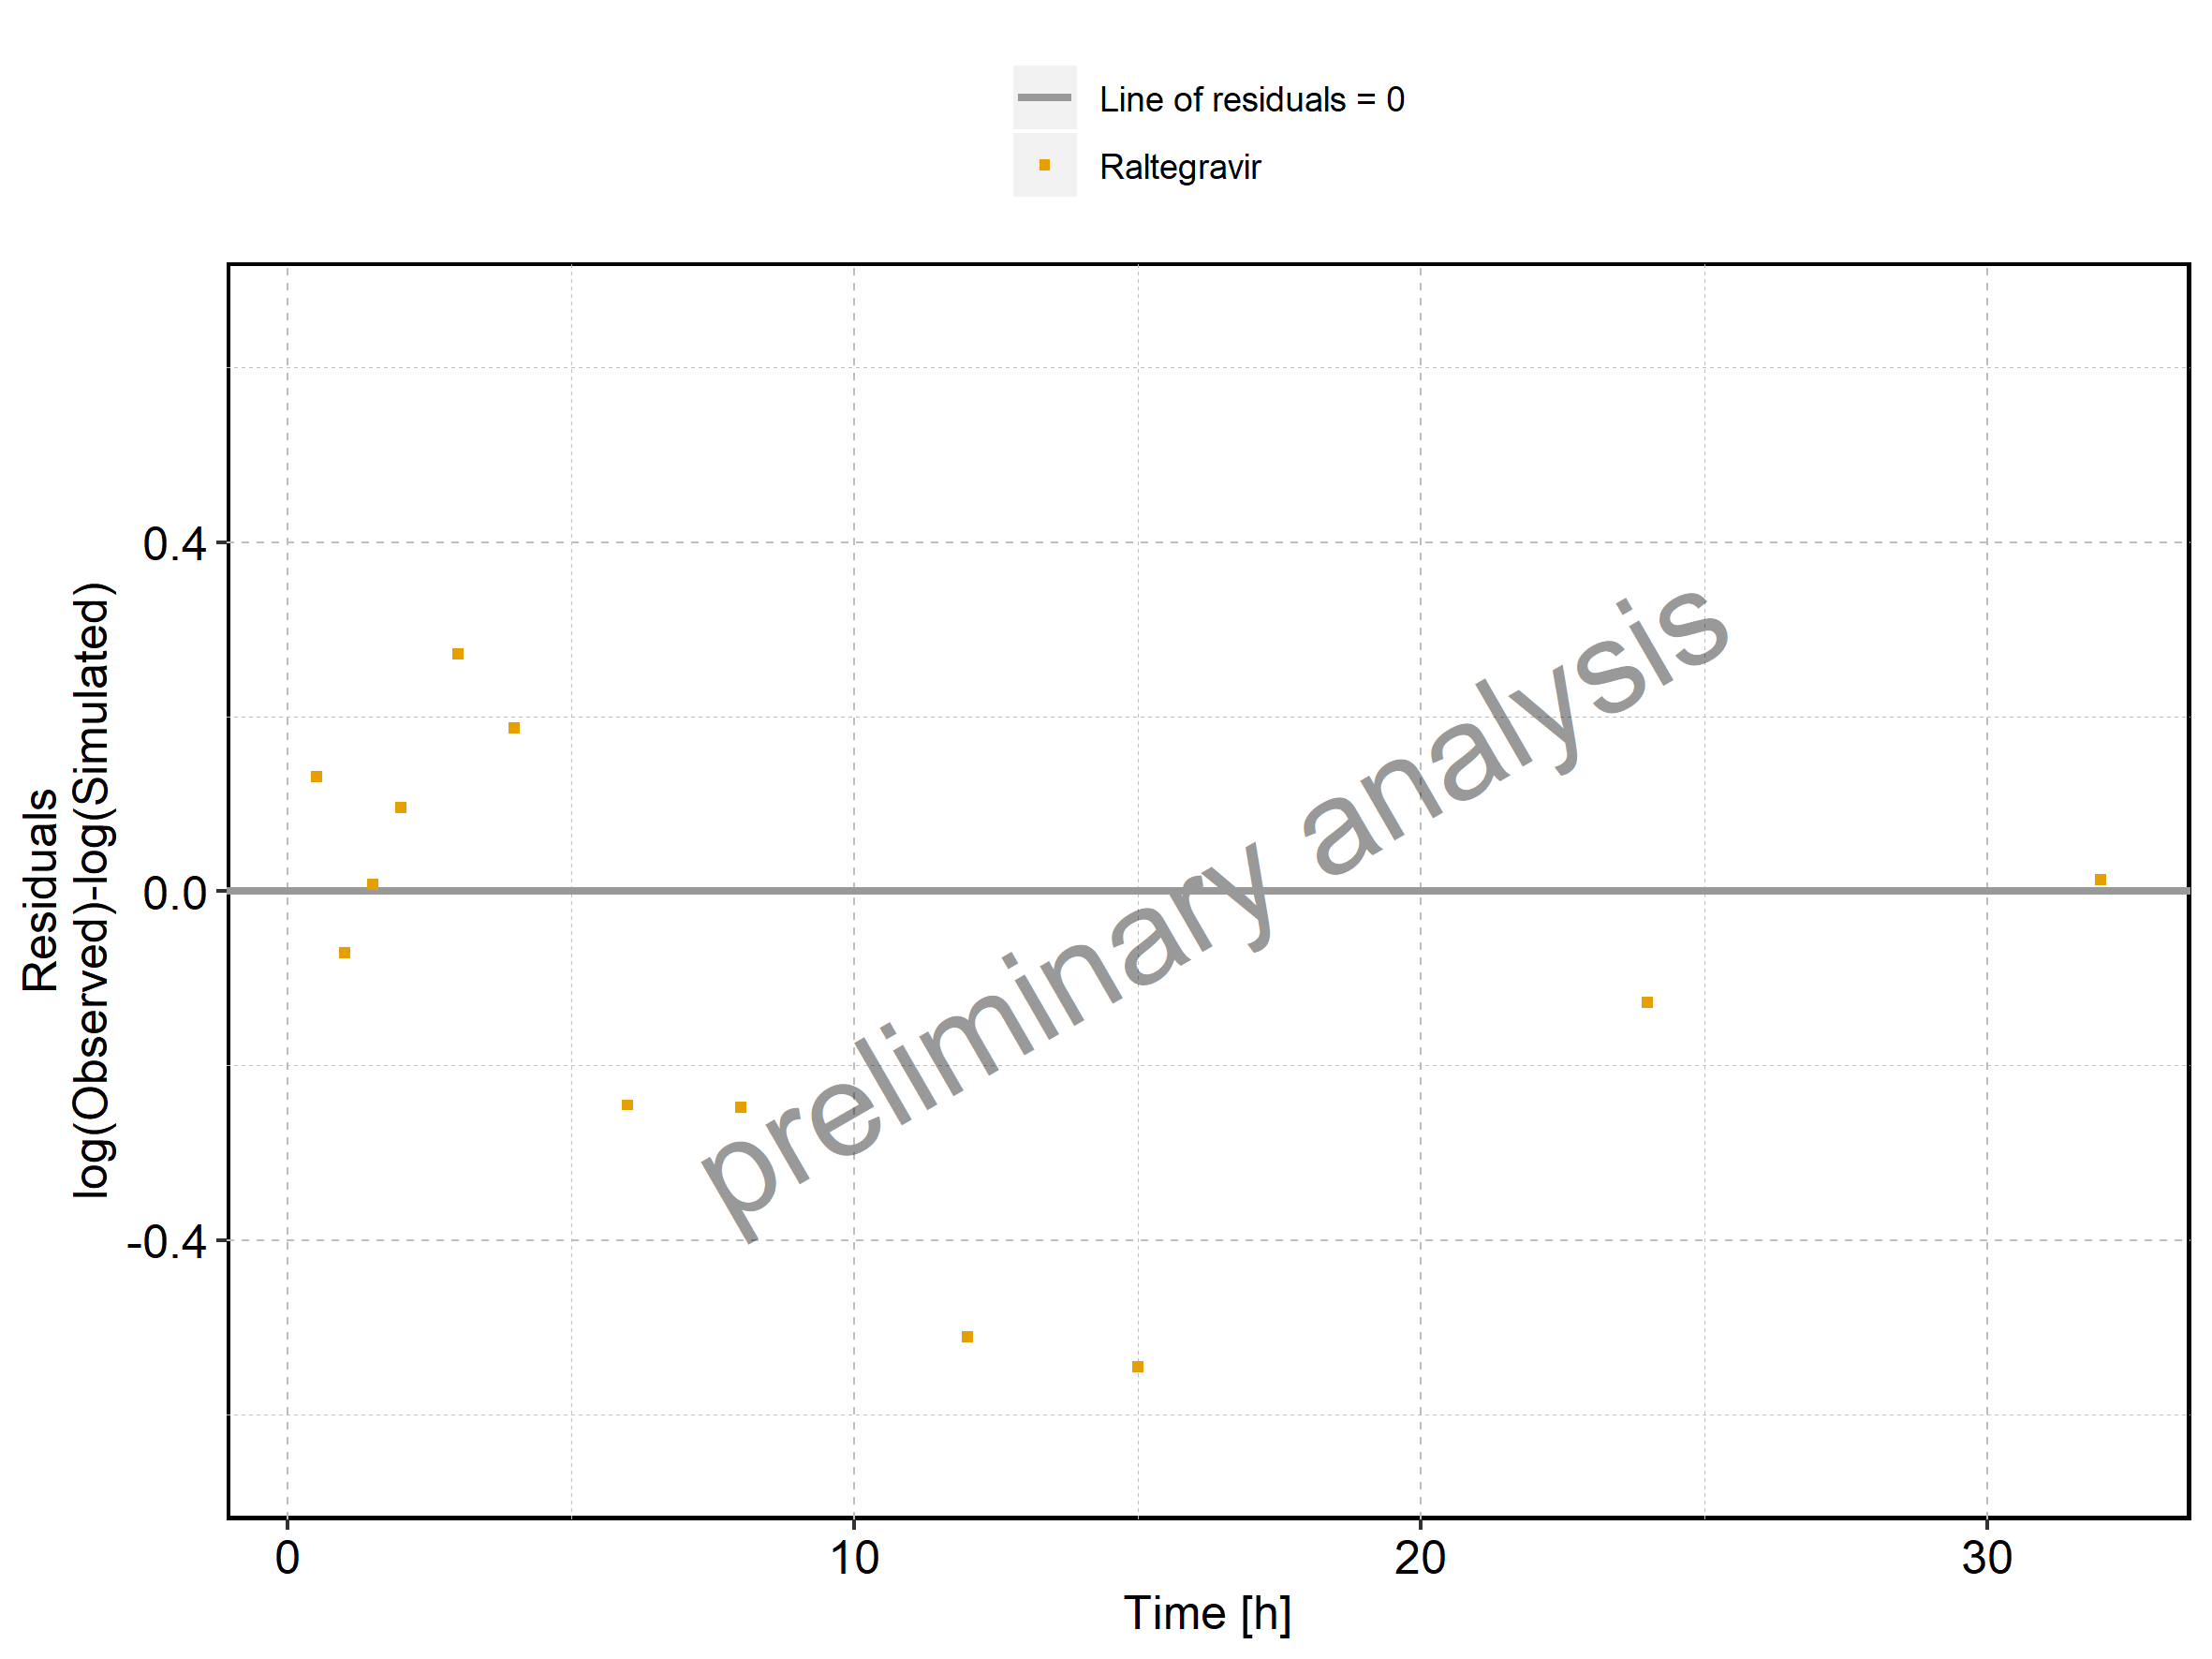 Line of residuals = 0
Raltegravir
Residuals
log(Observed)-log(Simulated)
0.4
0.0
-0.4
preliminary analysis
0 10 20 30
Time [h]